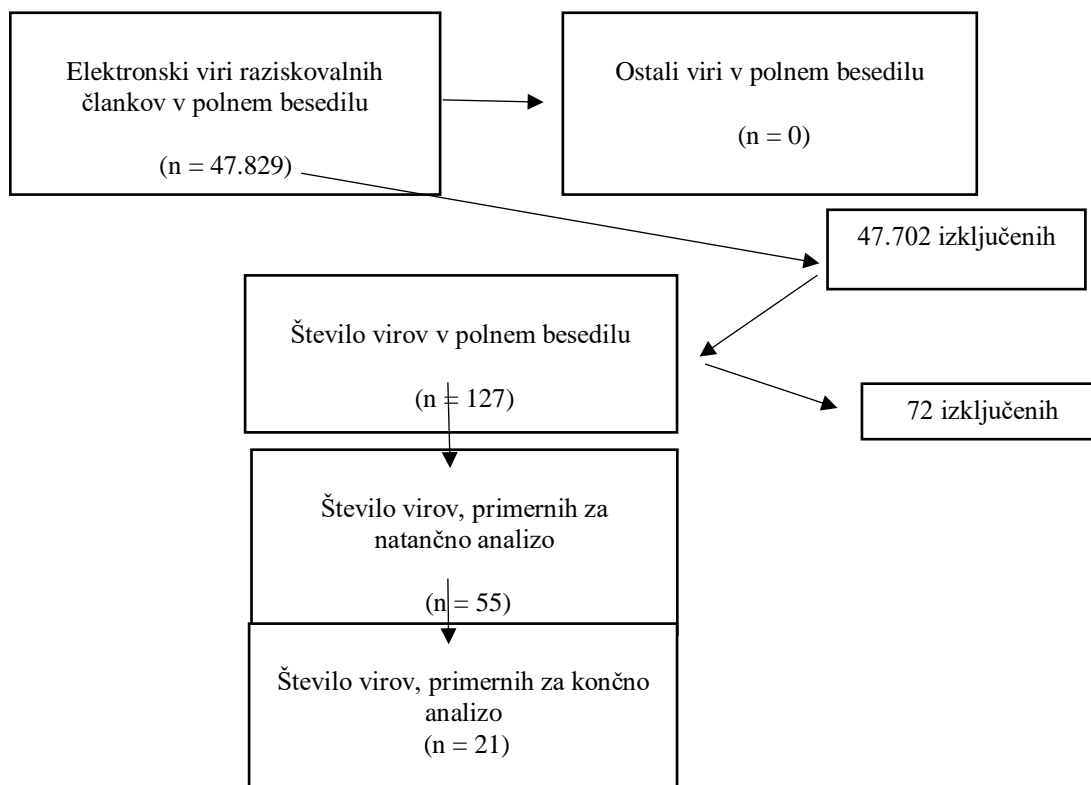 Elektronski viri raziskovalnih
člankov v polnem besedilu
(n = 47.829)
Ostali viri v polnem besedilu
(n = 0)
47.702 izključenih
Število virov v polnem besedilu
(n = 127)
72 izključenih
Število virov, primernih za
natančno analizo
(n = 55)
Število virov, primernih za končno
analizo
(n = 21)